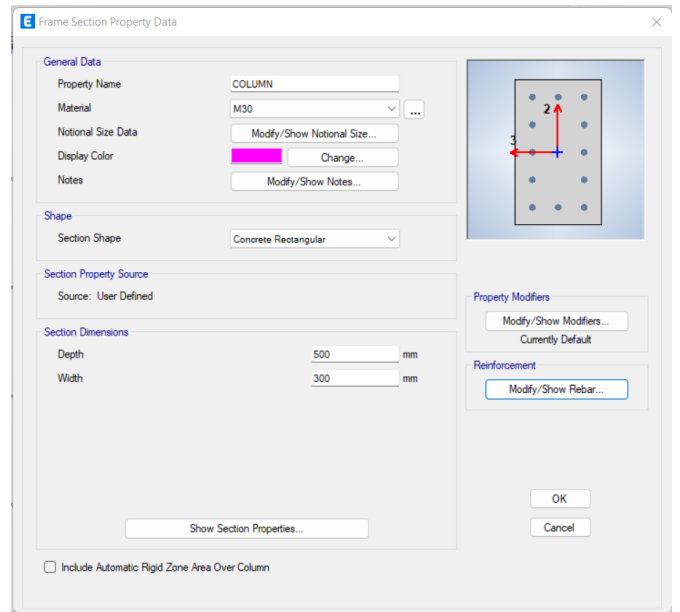 E Frame Section Property Data
General Data
Property Name COLUMN
Material M30 ...
Notional Size Data Modify/Show Notional Size...
Display Color Change...
Notes Modify/Show Notes...
2
3
Shape
Section Shape Concrete Rectangular
Section Property Source
Source: User Defined
Property Modifiers
Modify/Show Modifiers...
Currently Default
Section Dimensions
Depth 500 mm
Width 300 mm
Reinforcement
Modify/Show Rebar...
Show Section Properties...
OK
Cancel
Include Automatic Rigid Zone Area Over Column